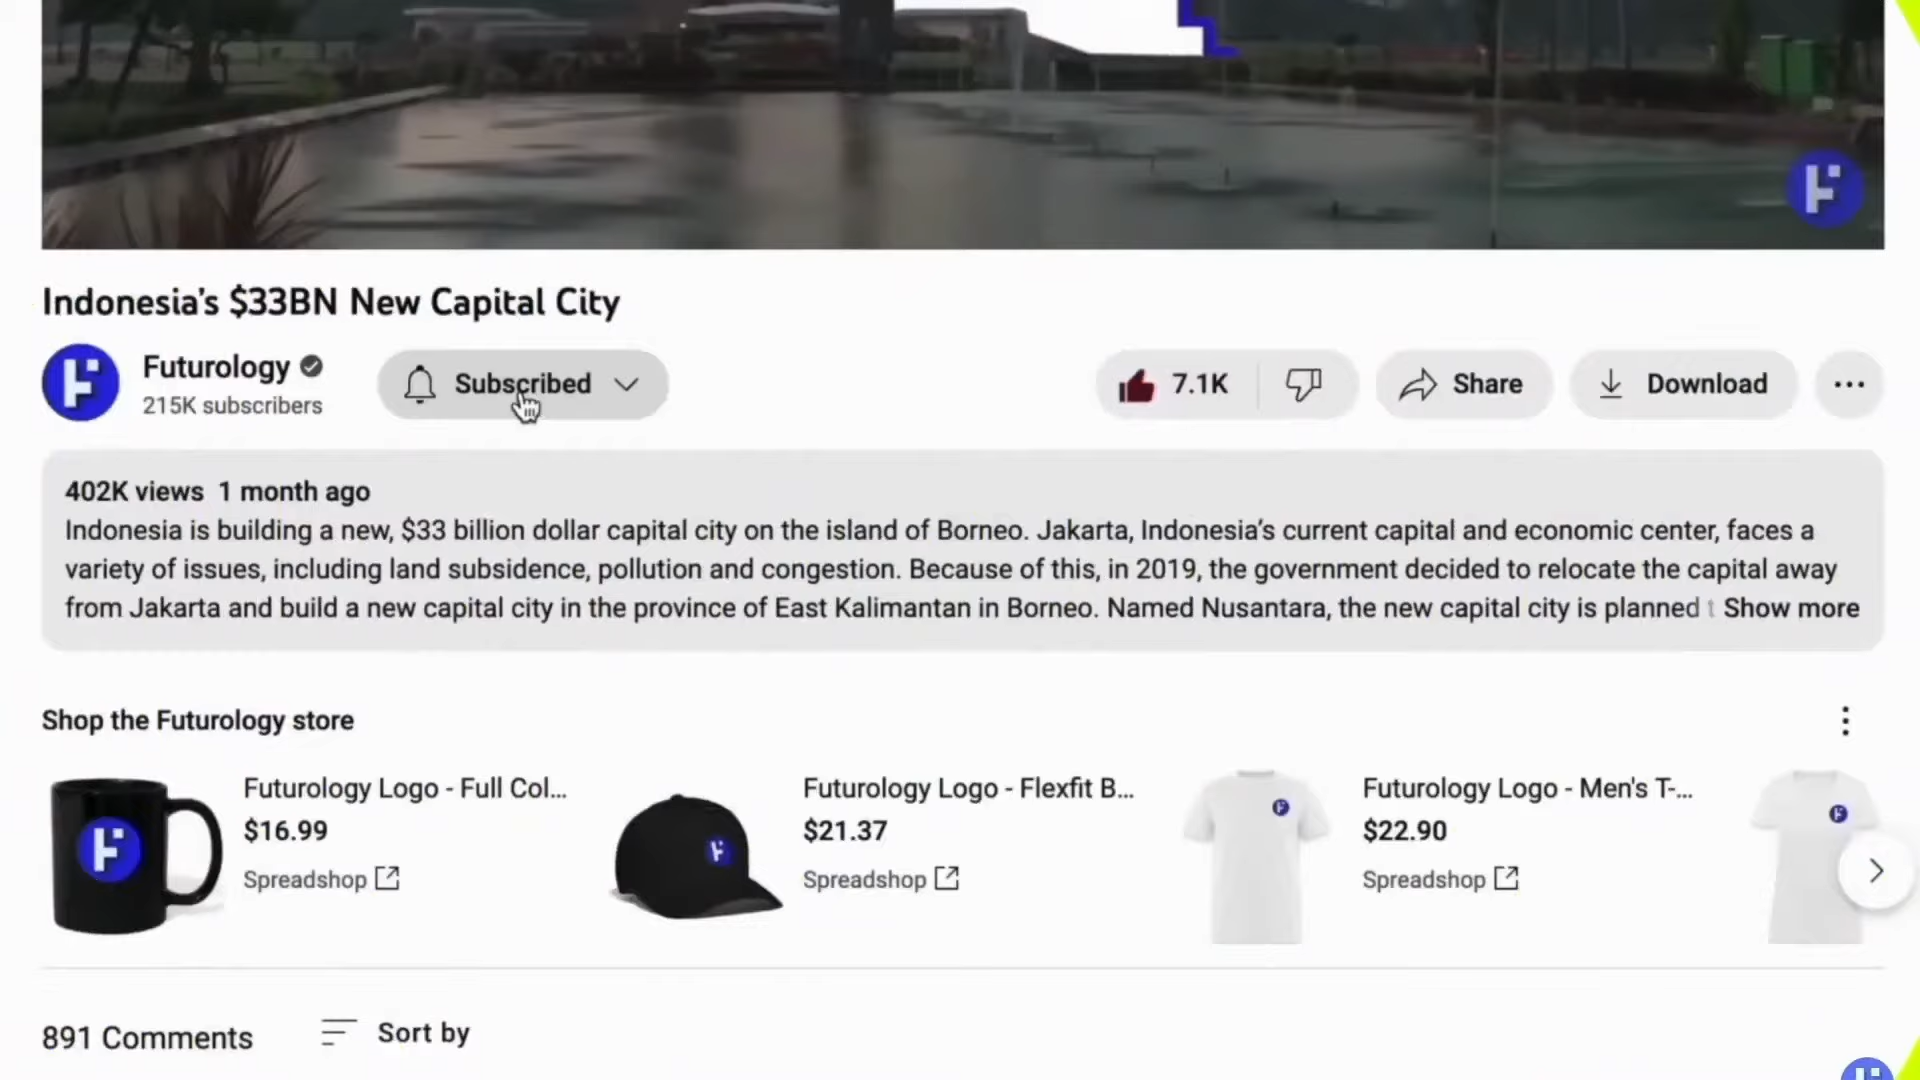 Indonesia's $33BN New Capital City
Futurology
215K subscribers
Subscribed
7.1K
Share
Download
402K views 1 month ago
Indonesia is building a new, $33 billion dollar capital city on the island of Borneo. Jakarta, Indonesia's current capital and economic center, faces a
variety of issues, including land subsidence, pollution and congestion. Because of this, in 2019, the government decided to relocate the capital away
from Jakarta and build a new capital city in the province of East Kalimantan in Borneo. Named Nusantara, the new capital city is planned t Show more
Shop the Futurology store
Futurology Logo - Full Col...
$16.99
Spreadshop
Futurology Logo - Flexfit B...
$21.37
Spreadshop
Futurology Logo - Men's T-...
$22.90
Spreadshop
891 Comments
Sort by